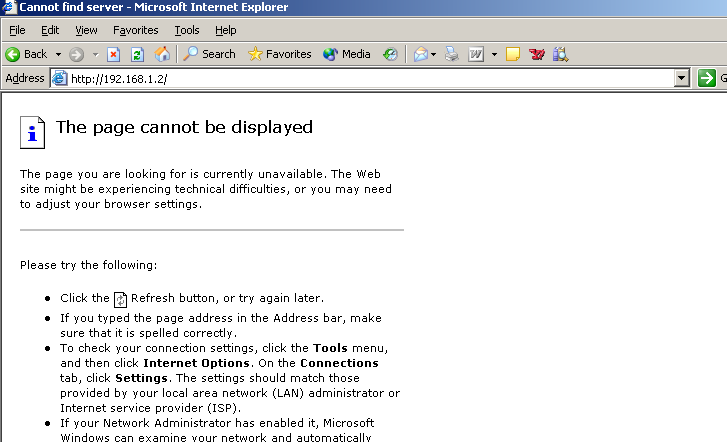 Cannot find server - Microsoft Internet Explorer
File Edit View Favorites Tools Help
Back Search Favorites Media
Address http://192.168.1.2/ G
The page cannot be displayed
The page you are looking for is currently unavailable. The Web
site might be experiencing technical difficulties, or you may need
to adjust your browser settings.
Please try the following:
Click the Refresh button, or try again later.
If you typed the page address in the Address bar, make
sure that it is spelled correctly.
To check your connection settings, click the Tools menu,
and then click Internet Options. On the Connections
tab, click Settings. The settings should match those
provided by your local area network (LAN) administrator or
Internet service provider (ISP).
If your Network Administrator has enabled it, Microsoft
Windows can examine your network and automatically